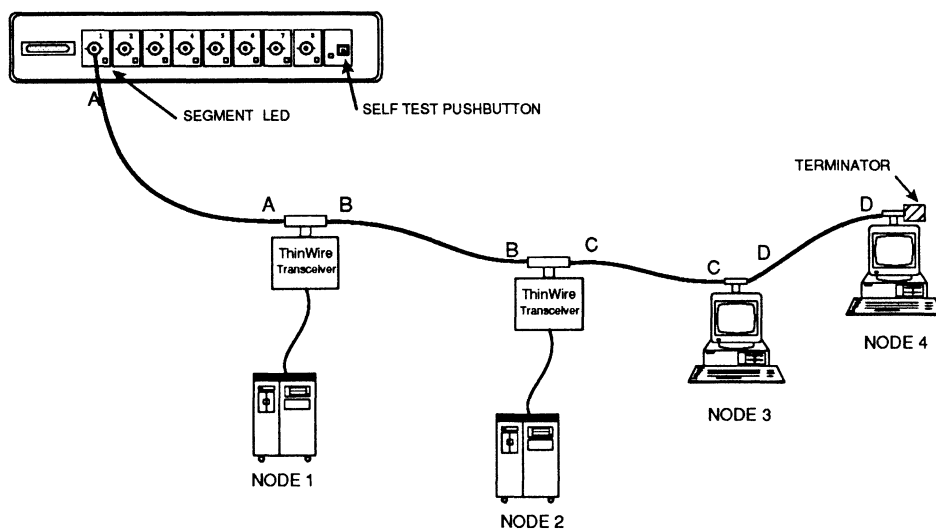 1 2 3 4 5 6 7 8
A
SEGMENT LED
SELF TEST PUSHBUTTON
TERMINATOR
A
B
D
ThinWire
Transceiver
B
C
D
C
ThinWire
Transceiver
NODE 4
NODE 3
NODE 1
NODE 2